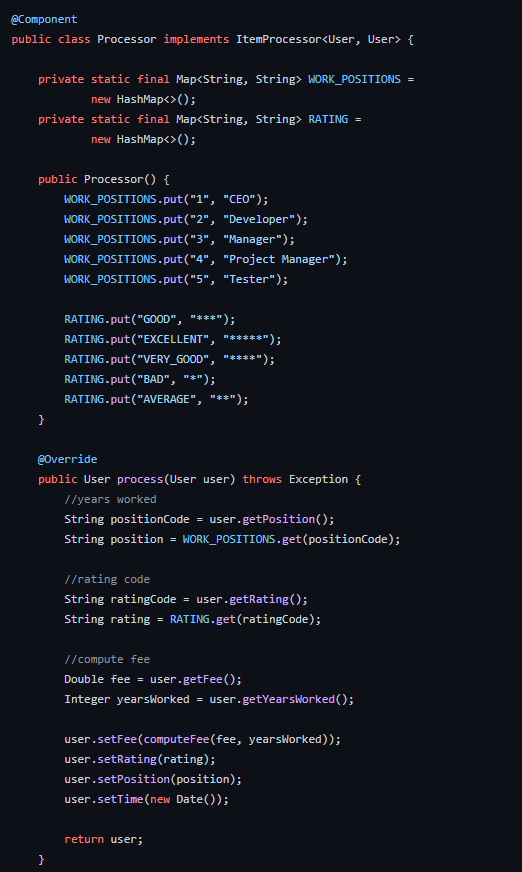 @Component
public class Processor implements ItemProcessor<User, User> {
private static final Map<String, String> WORK_POSITIONS =
new HashMap<>();
private static final Map<String, String> RATING =
new HashMap<>();
public Processor() {
WORK_POSITIONS.put("1", "CEO");
WORK_POSITIONS.put("2", "Developer");
WORK_POSITIONS.put("3", "Manager");
WORK_POSITIONS.put("4", "Project Manager");
WORK_POSITIONS.put("5", "Tester");
RATING.put("GOOD", "***");
RATING.put("EXCELLENT", "*****");
RATING.put("VERY_GOOD", "****");
RATING.put("BAD", "*");
RATING.put("AVERAGE", "**");
}
@Override
public User process(User user) throws Exception {
//years worked
String positionCode = user.getPosition();
String position = WORK_POSITIONS.get(positionCode);
//rating code
String ratingCode = user.getRating();
String rating = RATING.get(ratingCode);
//compute fee
Double fee = user.getFee();
Integer yearsWorked = user.getYearsWorked();
user.setFee(computeFee(fee, yearsWorked));
user.setRating(rating);
user.setPosition(position);
user.setTime(new Date());
return user;
}